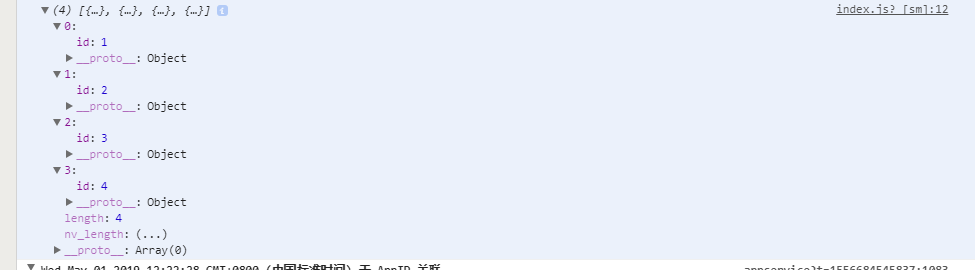 (4) [{…}, {…}, {…}, {…}] i index.js? [sm]:12
0:
id: 1
__proto__: Object
1:
id: 2
__proto__: Object
2:
id: 3
__proto__: Object
3:
id: 4
__proto__: Object
length: 4
nv_length: (...)
__proto__: Array(0)
Wed May 01 2019 12:22:28 GMT+0800 (中国标准时间) 无 AppID 关联 appservice?t=1556684545837:1083